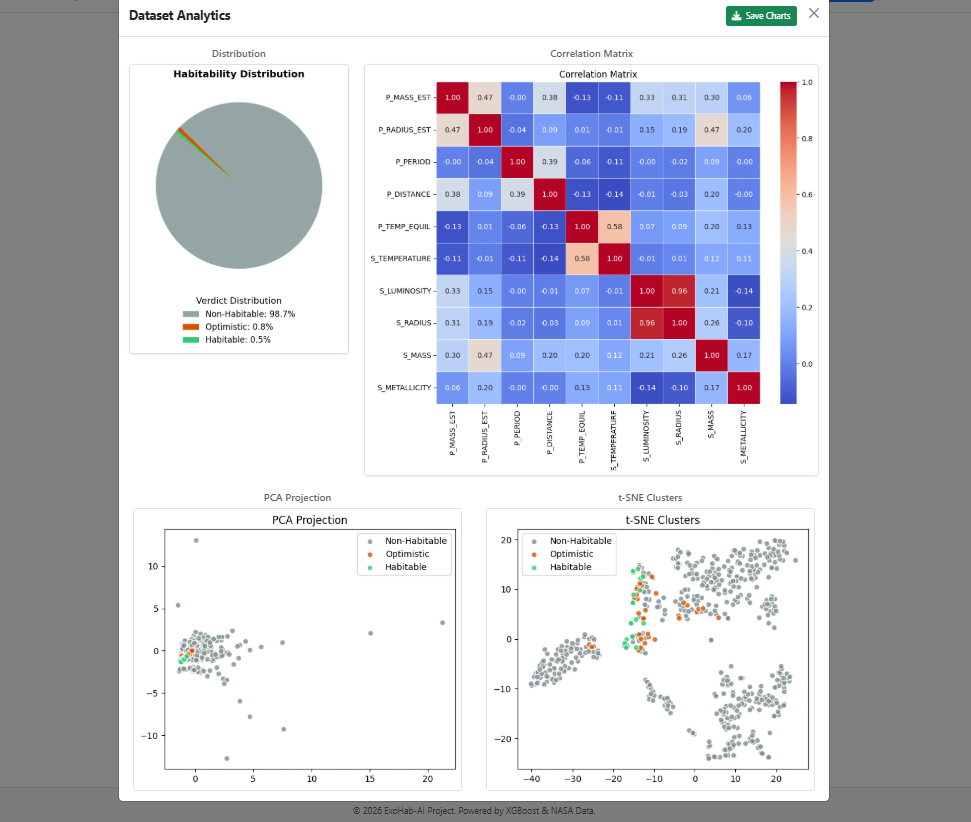 Dataset Analytics
Save Charts
Distribution
Habitability Distribution
Verdict Distribution
Non-Habitable: 98.7%
Optimistic: 0.8%
Habitable: 0.5%
Correlation Matrix
Correlation Matrix
P_MASS_EST 1.00 0.47 -0.00 0.38 -0.13 -0.11 0.33 0.31 0.30 0.06
P_RADIUS_EST 0.47 1.00 -0.04 0.09 0.01 -0.01 0.15 0.19 0.47 0.20
P_PERIOD -0.00 -0.04 1.00 0.39 -0.06 -0.11 -0.00 -0.02 0.09 -0.00
P_DISTANCE 0.38 0.09 0.39 1.00 -0.13 -0.14 -0.01 -0.03 0.20 -0.00
P_TEMP_EQUIL -0.13 0.01 -0.06 -0.13 1.00 0.58 0.07 0.09 0.20 0.13
S_TEMPERATURE -0.11 -0.01 -0.11 -0.14 0.58 1.00 -0.01 0.01 0.12 0.11
S_LUMINOSITY 0.33 0.15 -0.00 -0.01 0.07 -0.01 1.00 0.96 0.21 -0.14
S_RADIUS 0.31 0.19 -0.02 -0.03 0.09 0.01 0.96 1.00 0.26 -0.10
S_MASS 0.30 0.47 0.09 0.20 0.20 0.12 0.21 0.26 1.00 0.17
S_METALLICITY 0.06 0.20 -0.00 -0.00 0.13 0.11 -0.14 -0.10 0.17 1.00
P_MASS_EST
P_RADIUS_EST
P_PERIOD
P_DISTANCE
P_TEMP_EQUIL
S_TEMPERATURE
S_LUMINOSITY
S_RADIUS
S_MASS
S_METALLICITY
1.0
0.8
0.6
0.4
0.2
0.0
PCA Projection
PCA Projection
Non-Habitable
Optimistic
Habitable
10
5
0
−5
−10
0 5 10 15 20
t-SNE Clusters
t-SNE Clusters
Non-Habitable
Optimistic
Habitable
20
10
0
−10
−20
−40 −30 −20 −10 0 10 20
© 2026 ExoHab-AI Project. Powered by XGBoost & NASA Data.